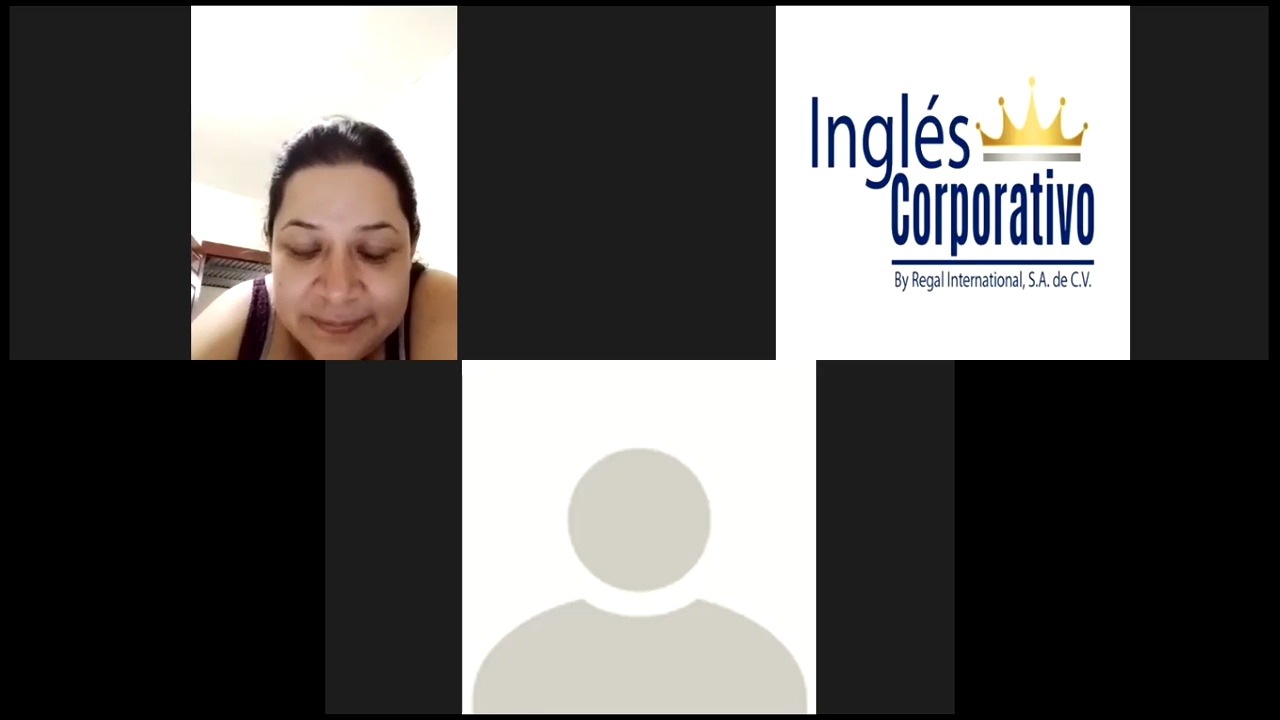 Inglés
Corporativo
By Regal International, S.A. de C.V.